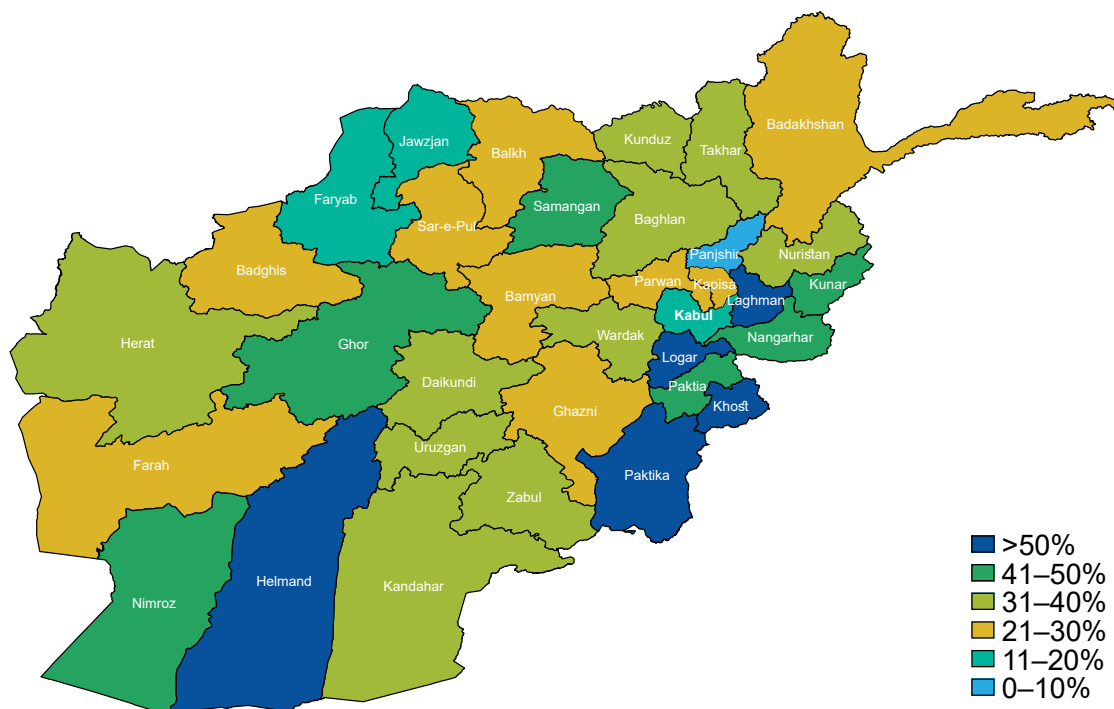 Badakhshan
Jawzjan
Balkh
Kunduz
Takhar
Faryab
Samangan
Baghlan
Sar-e-Pul
Badghis
Panjshir
Nuristan
Parwan
Kapisa
Kunar
Bamyan
Laghman
Kabul
Herat
Ghor
Wardak
Nangarhar
Logar
Daikundi
Paktia
Khost
Ghazni
Uruzgan
Farah
Paktika
Zabul
Helmand
Kandahar
Nimroz
>50%
41–50%
31–40%
21–30%
11–20%
0–10%